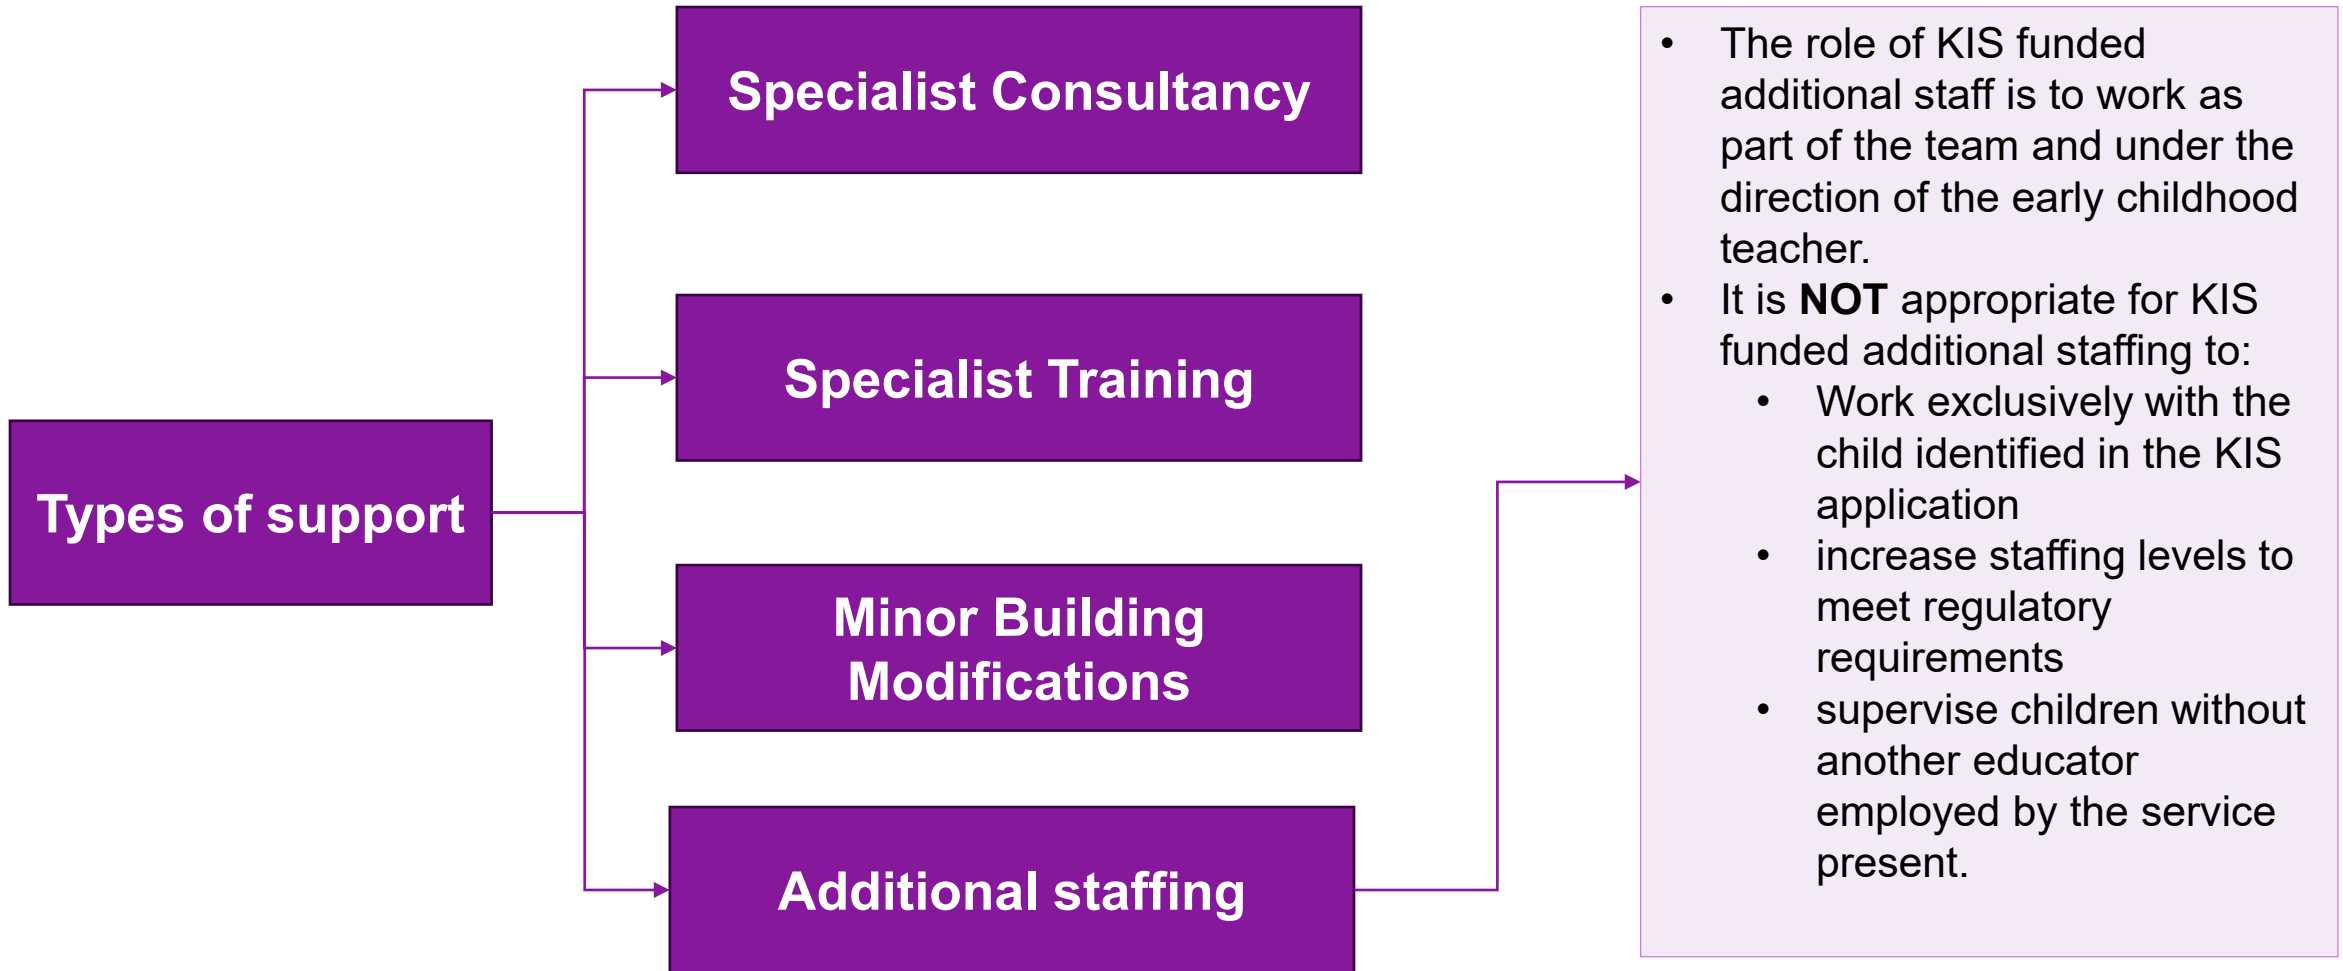 Types of support
Specialist Consultancy
Specialist Training
Minor Building
Modifications
Additional staffing
• The role of KIS funded
additional staff is to work as
part of the team and under the
direction of the early childhood
teacher.
• It is NOT appropriate for KIS
funded additional staffing to:
• Work exclusively with the
child identified in the KIS
application
• increase staffing levels to
meet regulatory
requirements
• supervise children without
another educator
employed by the service
present.